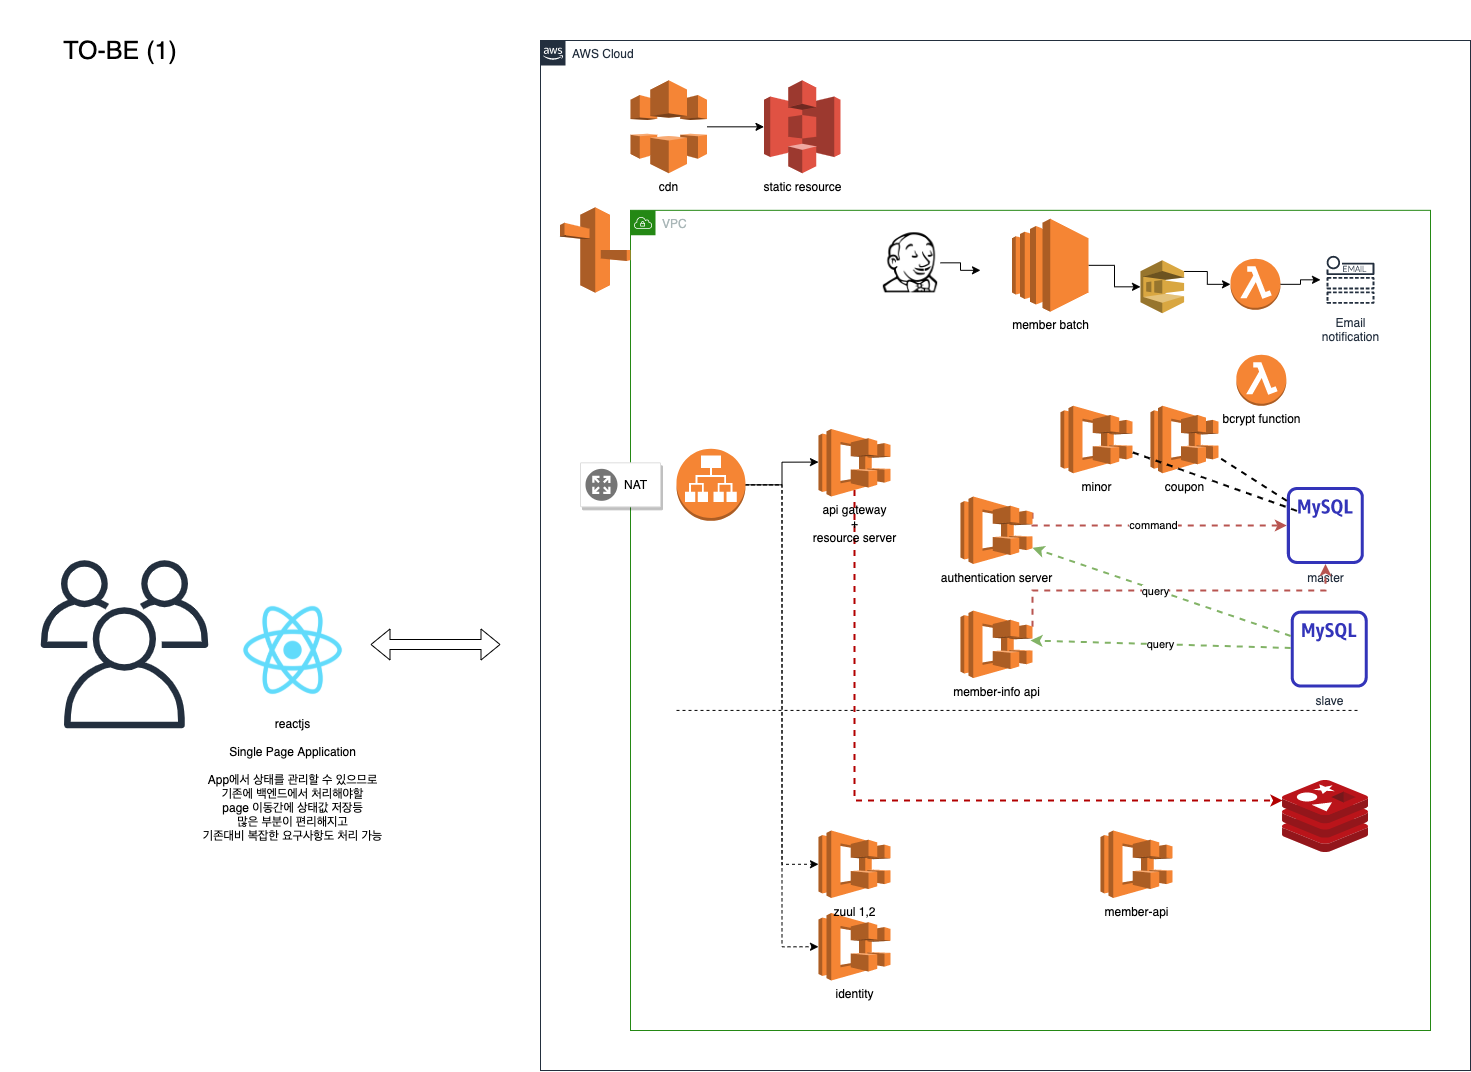 TO-BE (1)
aws
AWS Cloud
cdn
static resource
VPC
member batch
EMAIL
Email
notification
bcrypt function
minor
coupon
NAT
api gateway
+
resource server
MySQL
command
authentication server
master
query
MySQL
query
member-info api
slave
reactjs
Single Page Application
App에서 상태를 관리할 수 있으므로
기존에 백엔드에서 처리해야할
page 이동간에 상태값 저장등
많은 부분이 편리해지고
기존대비 복잡한 요구사항도 처리 가능
zuul 1,2
member-api
identity